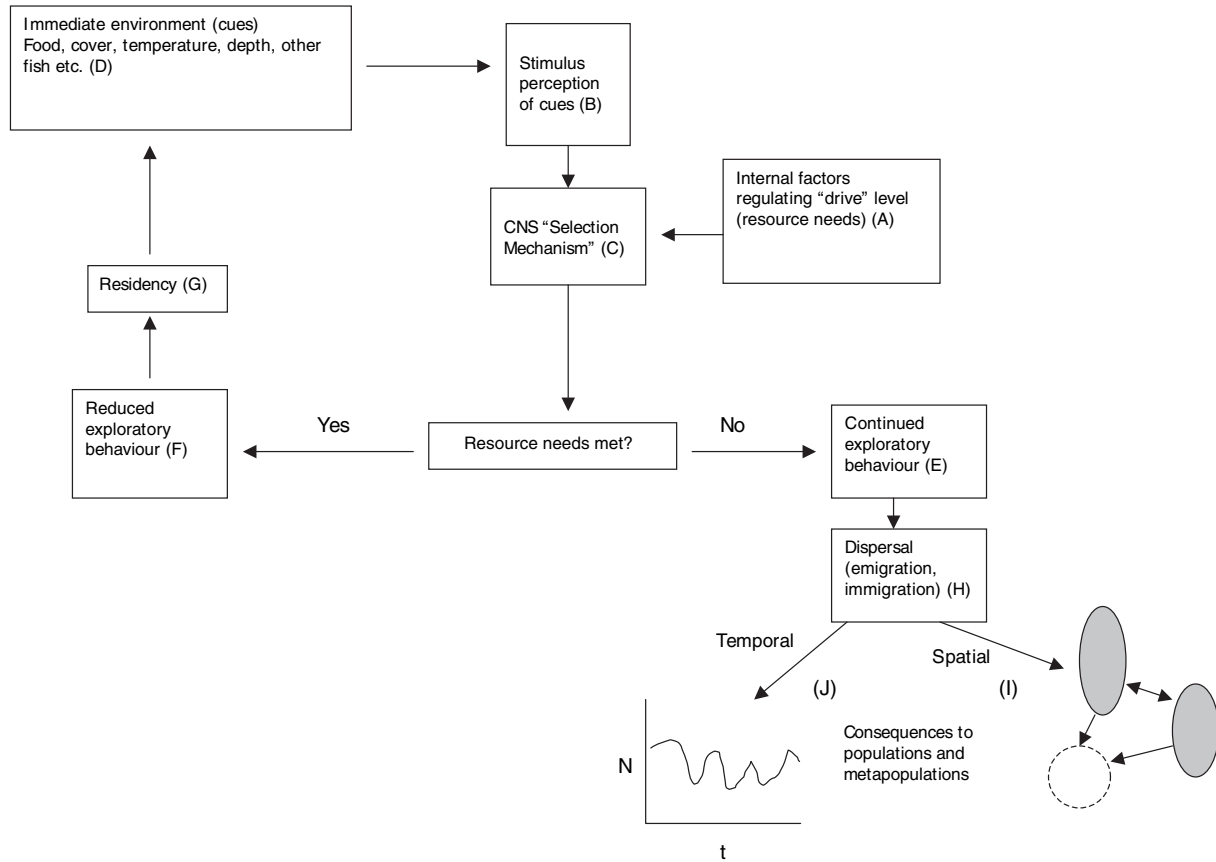 Immediate environment (cues)
Food, cover, temperature, depth, other
fish etc. (D)
Stimulus
perception
of cues (B)
Internal factors
regulating “drive” level
(resource needs) (A)
CNS “Selection
Mechanism” (C)
Residency (G)
Reduced
exploratory
behaviour (F)
Yes
Resource needs met?
No
Continued
exploratory
behaviour (E)
Dispersal
(emigration,
immigration) (H)
Temporal
Spatial
(J)
(I)
Consequences to
populations and
metapopulations
N
t